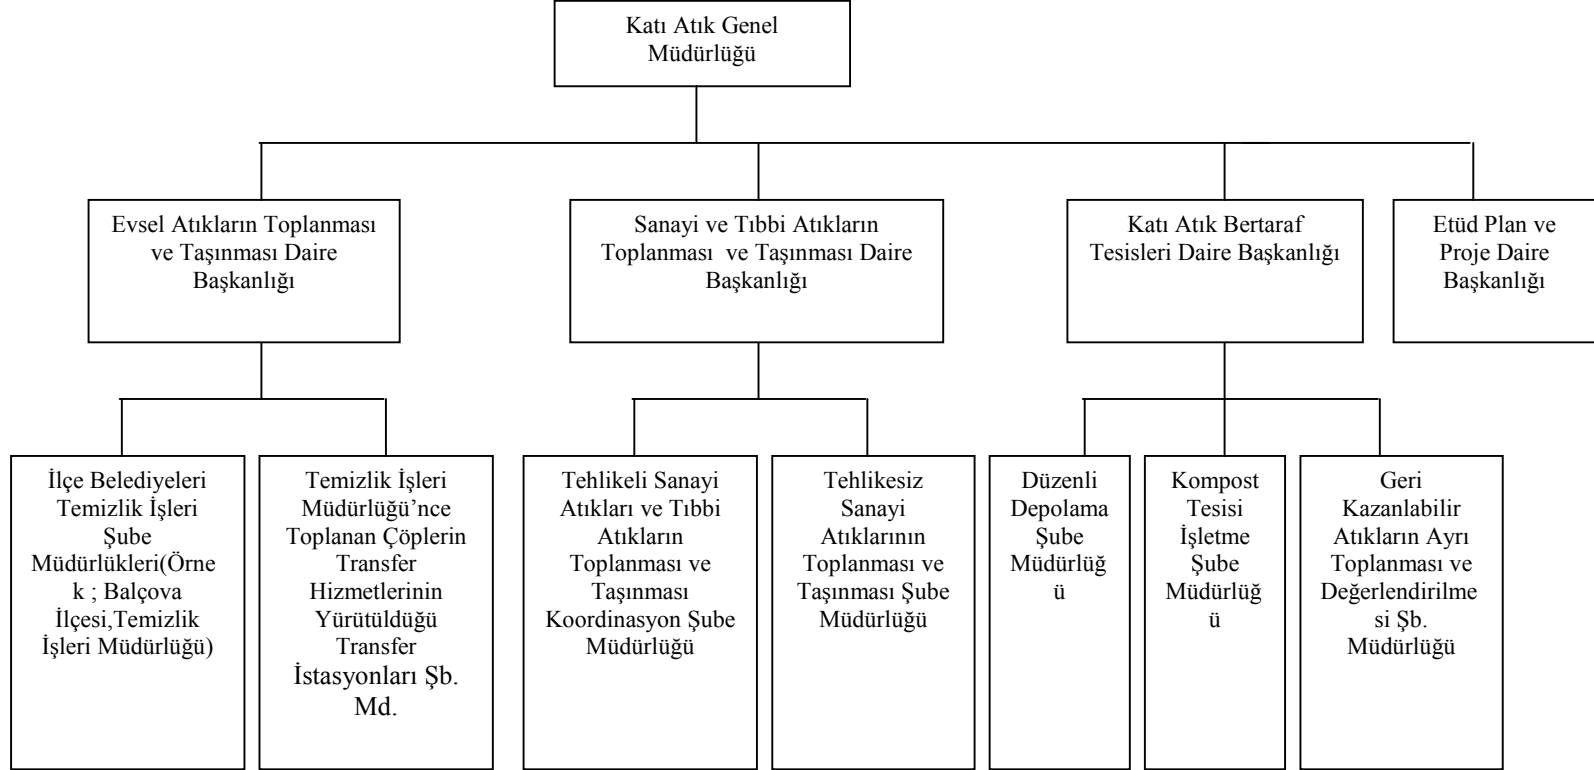 Katı Atık Genel
Müdürlüğü
Evsel Atıkların Toplanması
ve Taşınması Daire
Başkanlığı
Sanayi ve Tıbbi Atıkların
Toplanması ve Taşınması Daire
Başkanlığı
Katı Atık Bertaraf
Tesisleri Daire Başkanlığı
Etüd Plan ve
Proje Daire
Başkanlığı
İlçe Belediyeleri
Temizlik İşleri
Şube
Müdürlükleri(Örne
k ; Balçova
İlçesi,Temizlik
İşleri Müdürlüğü)
Temizlik İşleri
Müdürlüğü’nce
Toplanan Çöplerin
Transfer
Hizmetlerinin
Yürütüldüğü
Transfer
İstasyonları Şb.
Md.
Tehlikeli Sanayi
Atıkları ve Tıbbi
Atıkların
Toplanması ve
Taşınması
Koordinasyon Şube
Müdürlüğü
Tehlikesiz
Sanayi
Atıklarının
Toplanması ve
Taşınması Şube
Müdürlüğü
Düzenli
Depolama
Şube
Müdürlüğ
ü
Kompost
Tesisi
İşletme
Şube
Müdürlüğ
ü
Geri
Kazanlabilir
Atıkların Ayrı
Toplanması ve
Değerlendirilme
si Şb.
Müdürlüğü